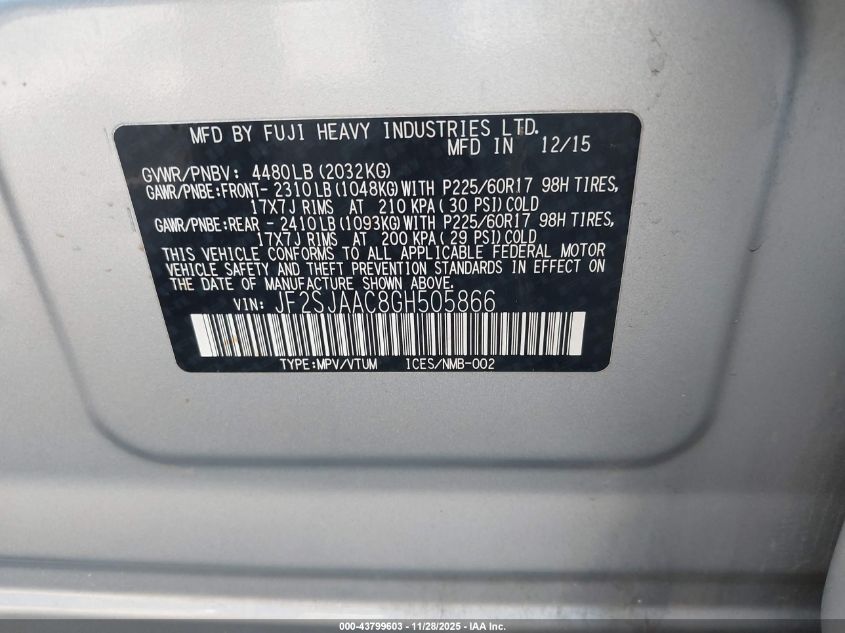 MFD BY FUJI HEAVY INDUSTRIES LTD.
MFD IN 12/15
GVWR/PNBV: 4480LB (2032KG)
GAWR/PNBE:FRONT- 2310LB (1048KG) WITH P225/60R17 98H TIRES,
17X7J RIMS AT 210 KPA (30 PSI) COLD
GAWR/PNBE:REAR - 2410LB (1093KG) WITH P225/60R17 98H TIRES,
17X7J RIMS AT 200 KPA (29 PSI) COLD
THIS VEHICLE CONFORMS TO ALL APPLICABLE FEDERAL MOTOR
VEHICLE SAFETY AND THEFT PREVENTION STANDARDS IN EFFECT ON
THE DATE OF MANUFACTURE SHOWN ABOVE.
VIN: JF2SJAAC8GH505866
TYPE:MPV/VTUM ICES/NMB-002
000-43799603 - 11/28/2025 - IAA Inc.